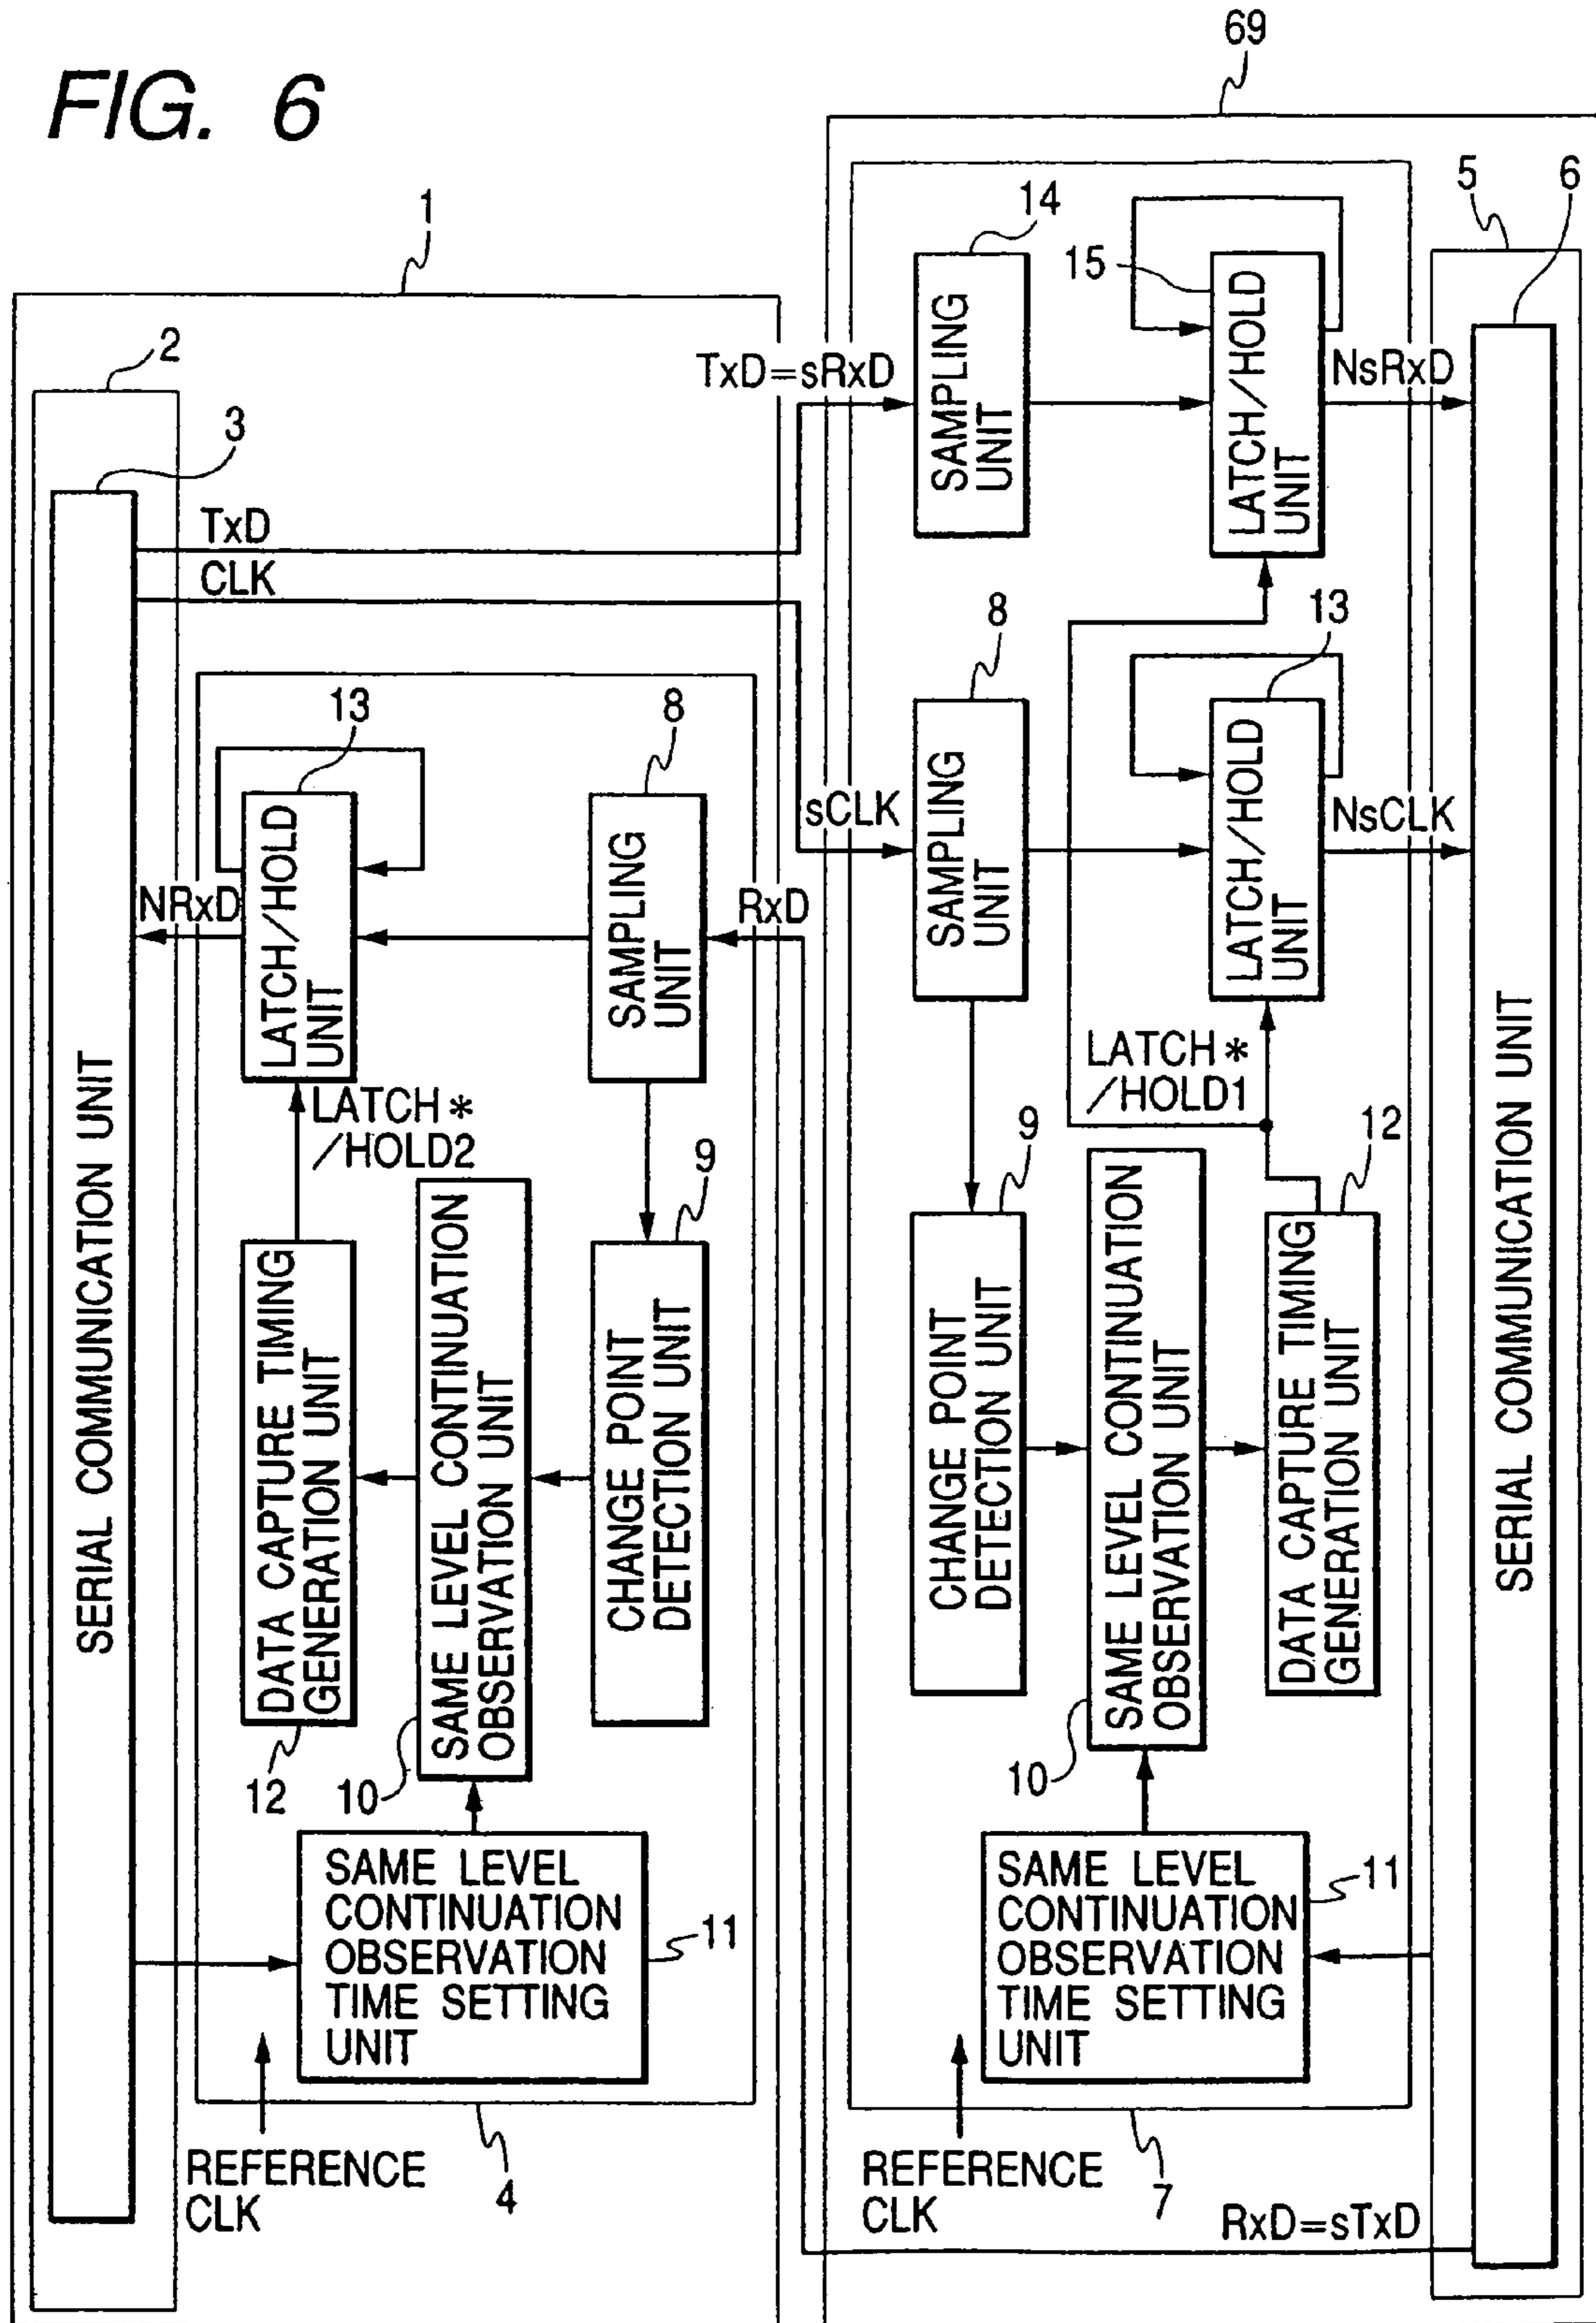 FIG. 6
69
1
2
3
TxD
CLK
TxD=sRxD
14
SAMPLING
UNIT
15
LATCH/HOLD
UNIT
NsRxD
5
6
13
8
LATCH/HOLD
UNIT
NRxD
SAMPLING
UNIT
RxD
sCLK
8
SAMPLING
UNIT
13
LATCH/HOLD
UNIT
NsCLK
LATCH*
/HOLD2
LATCH*
/HOLD1
SERIAL COMMUNICATION UNIT
DATA CAPTURE TIMING
GENERATION UNIT
12
SAME LEVEL CONTINUATION
OBSERVATION UNIT
10
9
CHANGE POINT
DETECTION UNIT
9
CHANGE POINT
DETECTION UNIT
SAME LEVEL CONTINUATION
OBSERVATION UNIT
10
12
DATA CAPTURE TIMING
GENERATION UNIT
SERIAL COMMUNICATION UNIT
SAME LEVEL
CONTINUATION
OBSERVATION
TIME SETTING
UNIT
11
SAME LEVEL
CONTINUATION
OBSERVATION
TIME SETTING
UNIT
11
REFERENCE
CLK
4
REFERENCE
CLK
7
RxD=sTxD